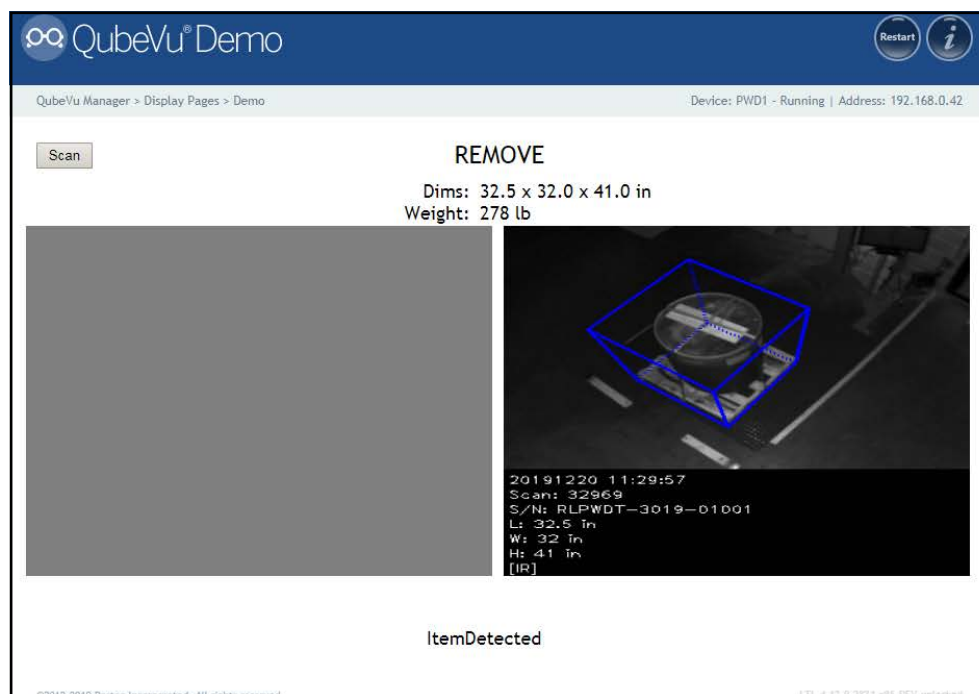 QubeVu® Demo
Restart
i
QubeVu Manager > Display Pages > Demo
Device: PWD1 - Running | Address: 192.168.0.42
Scan
REMOVE
Dims: 32.5 x 32.0 x 41.0 in
Weight: 278 lb
20191220 11:29:57
Scan: 32969
S/N: RLPWDT-3019-01001
L: 32.5 in
W: 32 in
H: 41 in
[IR]
ItemDetected